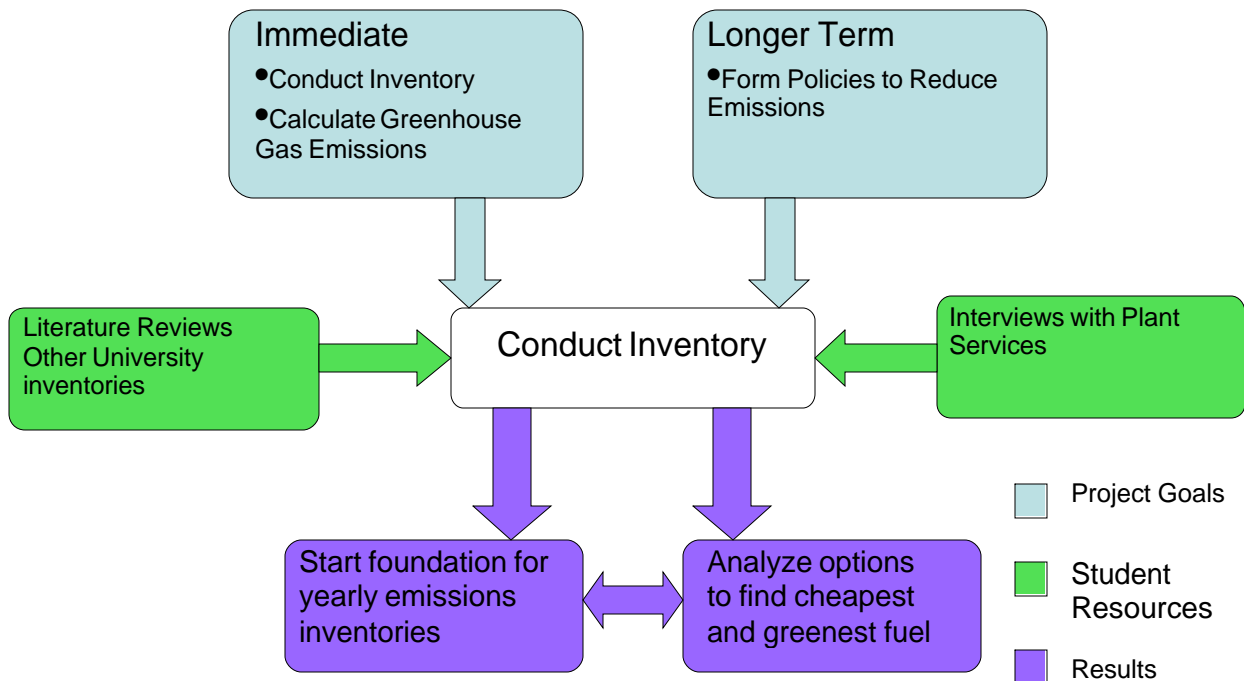 Immediate
•Conduct Inventory
•Calculate Greenhouse
Gas Emissions
Longer Term
•Form Policies to Reduce
Emissions
Literature Reviews
Other University
inventories
Conduct Inventory
Interviews with Plant
Services
Start foundation for
yearly emissions
inventories
Analyze options
to find cheapest
and greenest fuel
Project Goals
Student
Resources
Results